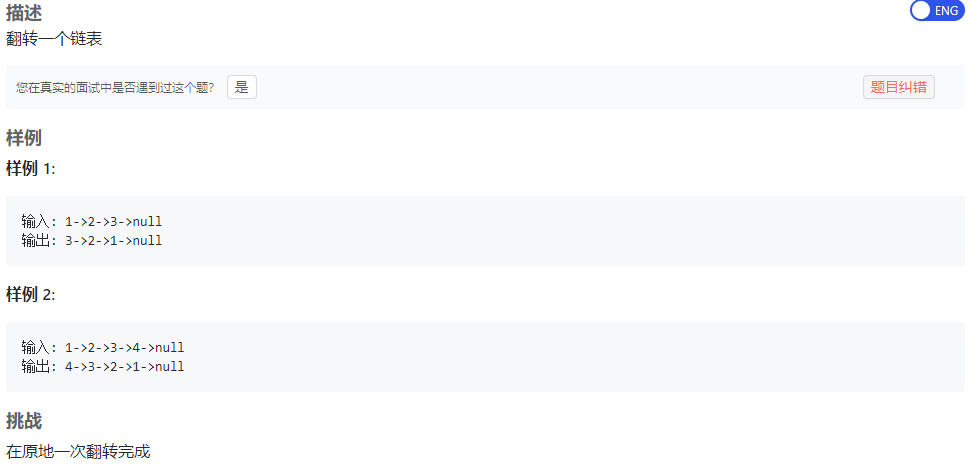 描述
ENG
翻转一个链表
您在真实的面试中是否遇到过这个题? 是 题目纠错
样例
样例 1:
输入: 1->2->3->null
输出: 3->2->1->null
样例 2:
输入: 1->2->3->4->null
输出: 4->3->2->1->null
挑战
在原地一次翻转完成